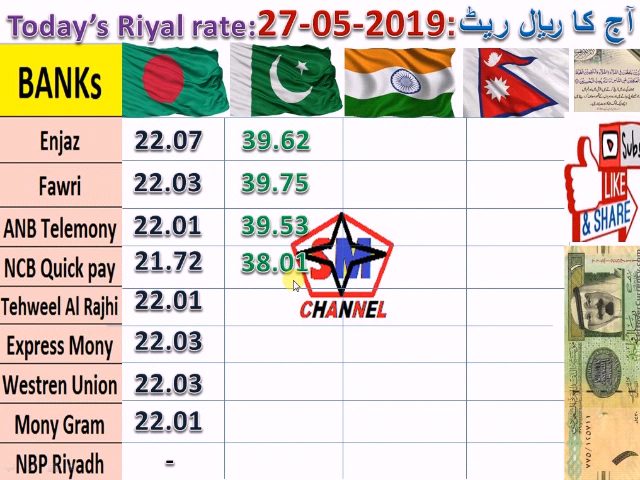 Today's Riyal rate:27-05-2019:آج کا ریال ریٹ
BANKs
Enjaz 22.07 39.62
Fawri 22.03 39.75
ANB Telemony 22.01 39.53
NCB Quick pay 21.72 38.01
Tehweel Al Rajhi 22.01
Express Mony 22.03
Westren Union 22.03
Mony Gram 22.01
NBP Riyadh -
SM
CHANNEL
Subs
LIKE
& SHARE